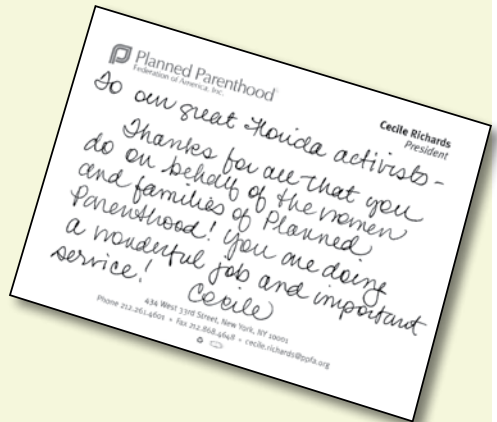 Planned Parenthood
Federation of America, Inc.
Cecile Richards
President
To our great Florida activists -
Thanks for all that you
do on behalf of the women
and families of Planned
Parenthood! You are doing
a wonderful job and important
service! Cecile
434 West 33rd Street, New York, NY 10001
Phone 212.261.4601 • Fax 212.868.4648 • cecile.richards@ppfa.org